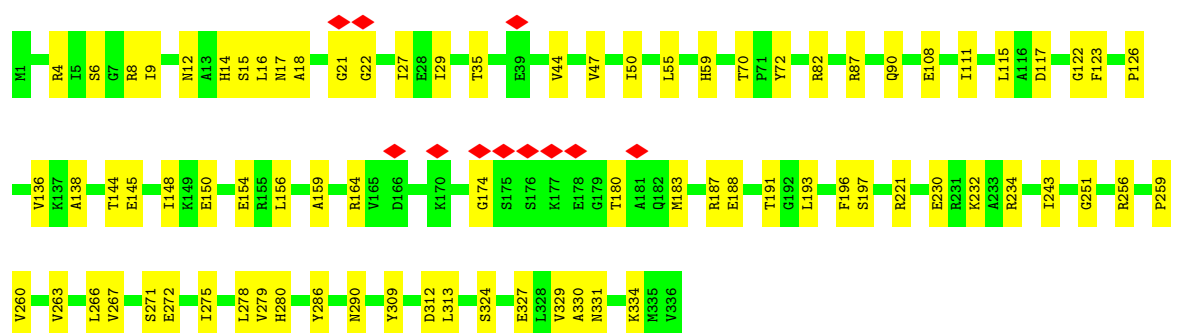 M1 R4 I5 S6 G7 R8 I9 N12 A13 H14 S15 L16 N17 A18 G21 G22 I27 E28 I29 T35 E39 V44 V47 I50 L55 H59 T70 P71 Y72 R82 R87 Q90 E108 I111 L115 A116 D117 G122 F123 P126
V136 K137 A138 T144 E145 I148 K149 E150 E154 R155 L156 A159 R164 V165 D166 K170 G174 S175 S176 K177 E178 G179 T180 A181 Q182 M183 R187 E188 T191 G192 L193 F196 S197 R221 E230 R231 K232 A233 R234 I243 G251 R256 P259
V260 V263 L266 V267 S271 E272 I275 L278 V279 H280 Y286 N290 Y309 D312 L313 S324 E327 L328 V329 A330 N331 K334 M335 V336